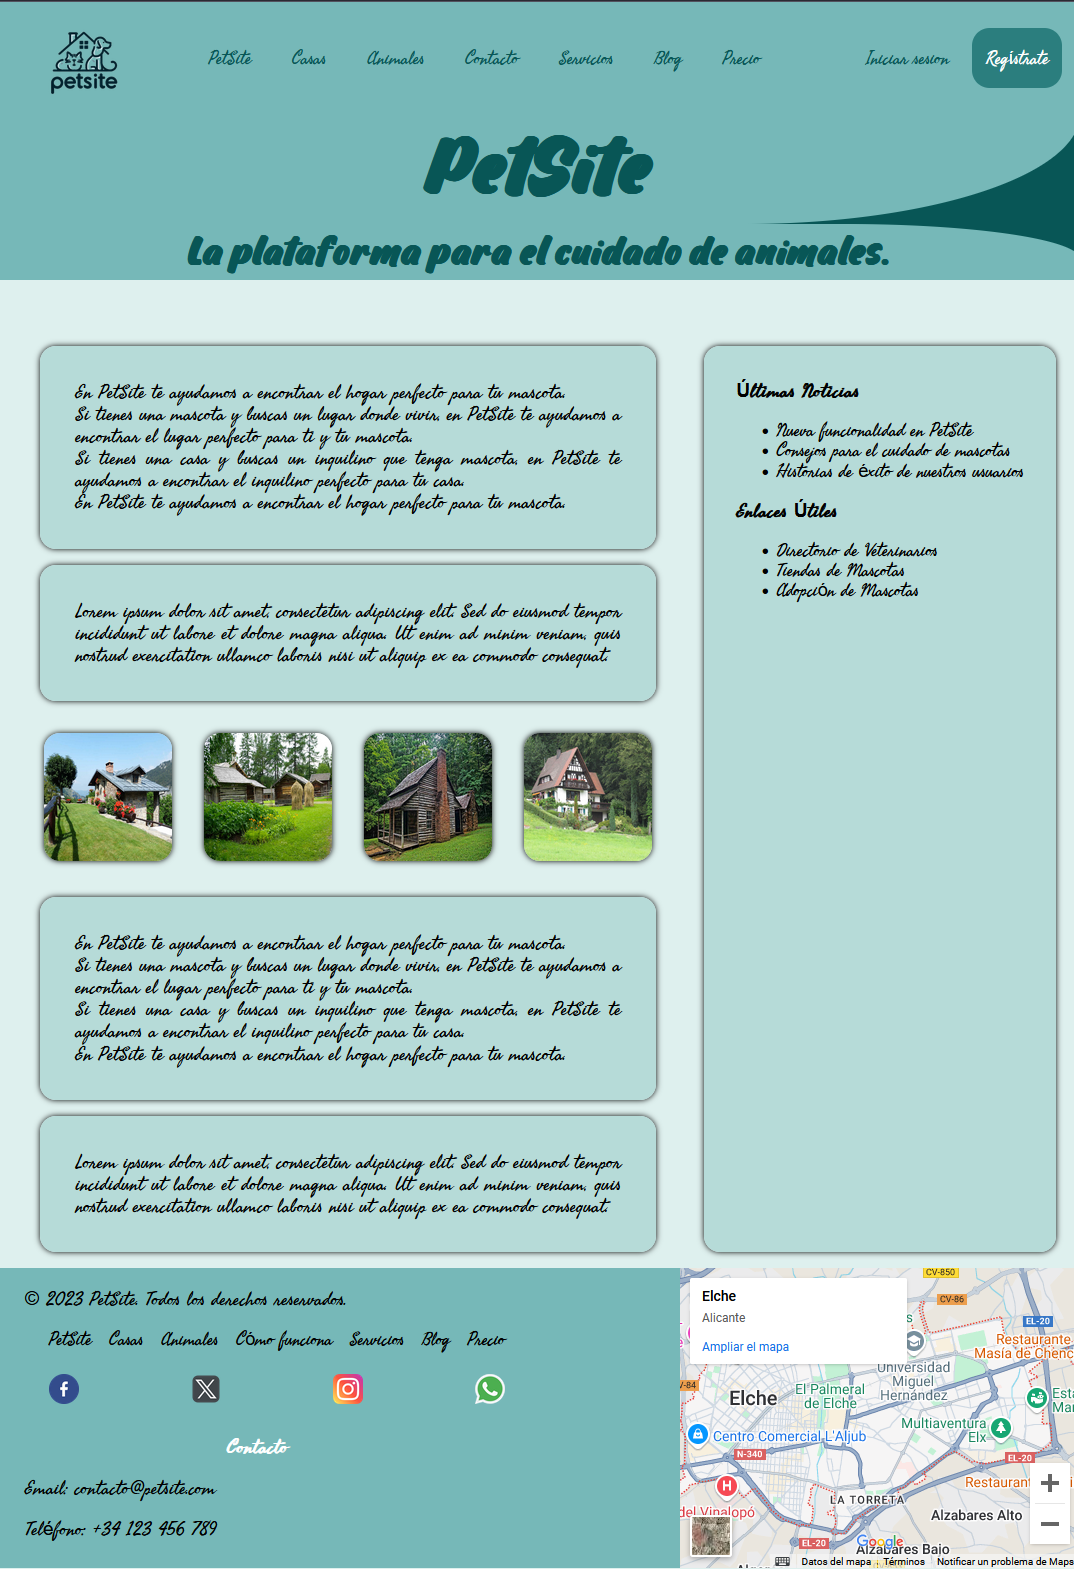 petsite
PetSite Casas Animales Contacto Servicios Blog Precio Iniciar sesion Regístrate
PetSite
La plataforma para el cuidado de animales.
En PetSite te ayudamos a encontrar el hogar perfecto para tu mascota.
Si tienes una mascota y buscas un lugar donde vivir, en PetSite te ayudamos a
encontrar el lugar perfecto para ti y tu mascota.
Si tienes una casa y buscas un inquilino que tenga mascota, en PetSite te
ayudamos a encontrar el inquilino perfecto para tu casa.
En PetSite te ayudamos a encontrar el hogar perfecto para tu mascota.
Lorem ipsum dolor sit amet, consectetur adipiscing elit. Sed do eiusmod tempor
incididunt ut labore et dolore magna aliqua. Ut enim ad minim veniam, quis
nostrud exercitation ullamco laboris nisi ut aliquip ex ea commodo consequat.
Últimas Noticias
• Nueva funcionalidad en PetSite
• Consejos para el cuidado de mascotas
• Historias de éxito de nuestros usuarios
Enlaces Útiles
• Directorio de Veterinarios
• Tiendas de Mascotas
• Adopción de Mascotas
En PetSite te ayudamos a encontrar el hogar perfecto para tu mascota.
Si tienes una mascota y buscas un lugar donde vivir, en PetSite te ayudamos a
encontrar el lugar perfecto para ti y tu mascota.
Si tienes una casa y buscas un inquilino que tenga mascota, en PetSite te
ayudamos a encontrar el inquilino perfecto para tu casa.
En PetSite te ayudamos a encontrar el hogar perfecto para tu mascota.
Lorem ipsum dolor sit amet, consectetur adipiscing elit. Sed do eiusmod tempor
incididunt ut labore et dolore magna aliqua. Ut enim ad minim veniam, quis
nostrud exercitation ullamco laboris nisi ut aliquip ex ea commodo consequat.
© 2023 PetSite. Todos los derechos reservados.
PetSite Casas Animales Cómo funciona Servicios Blog Precio
Contacto
Email: contacto@petsite.com
Teléfono: +34 123 456 789
Elche
Alicante
Ampliar el mapa
CV-850
CV-86
EL-20
Restaurante
Masía de Chenc
Universidad
Miguel
Hernández
V-84
El Palmeral
de Elche
Elche
Esta
Mar
Multiaventura
Elx
Centro Comercial L'Aljub
N-340
EL-20
Restaurant
H
LA TORRETA
del Vinalopó
Alzabares Alto
EL-20
Alzabares Bajo
Google
Datos del mapa Términos Notificar un problema de Maps